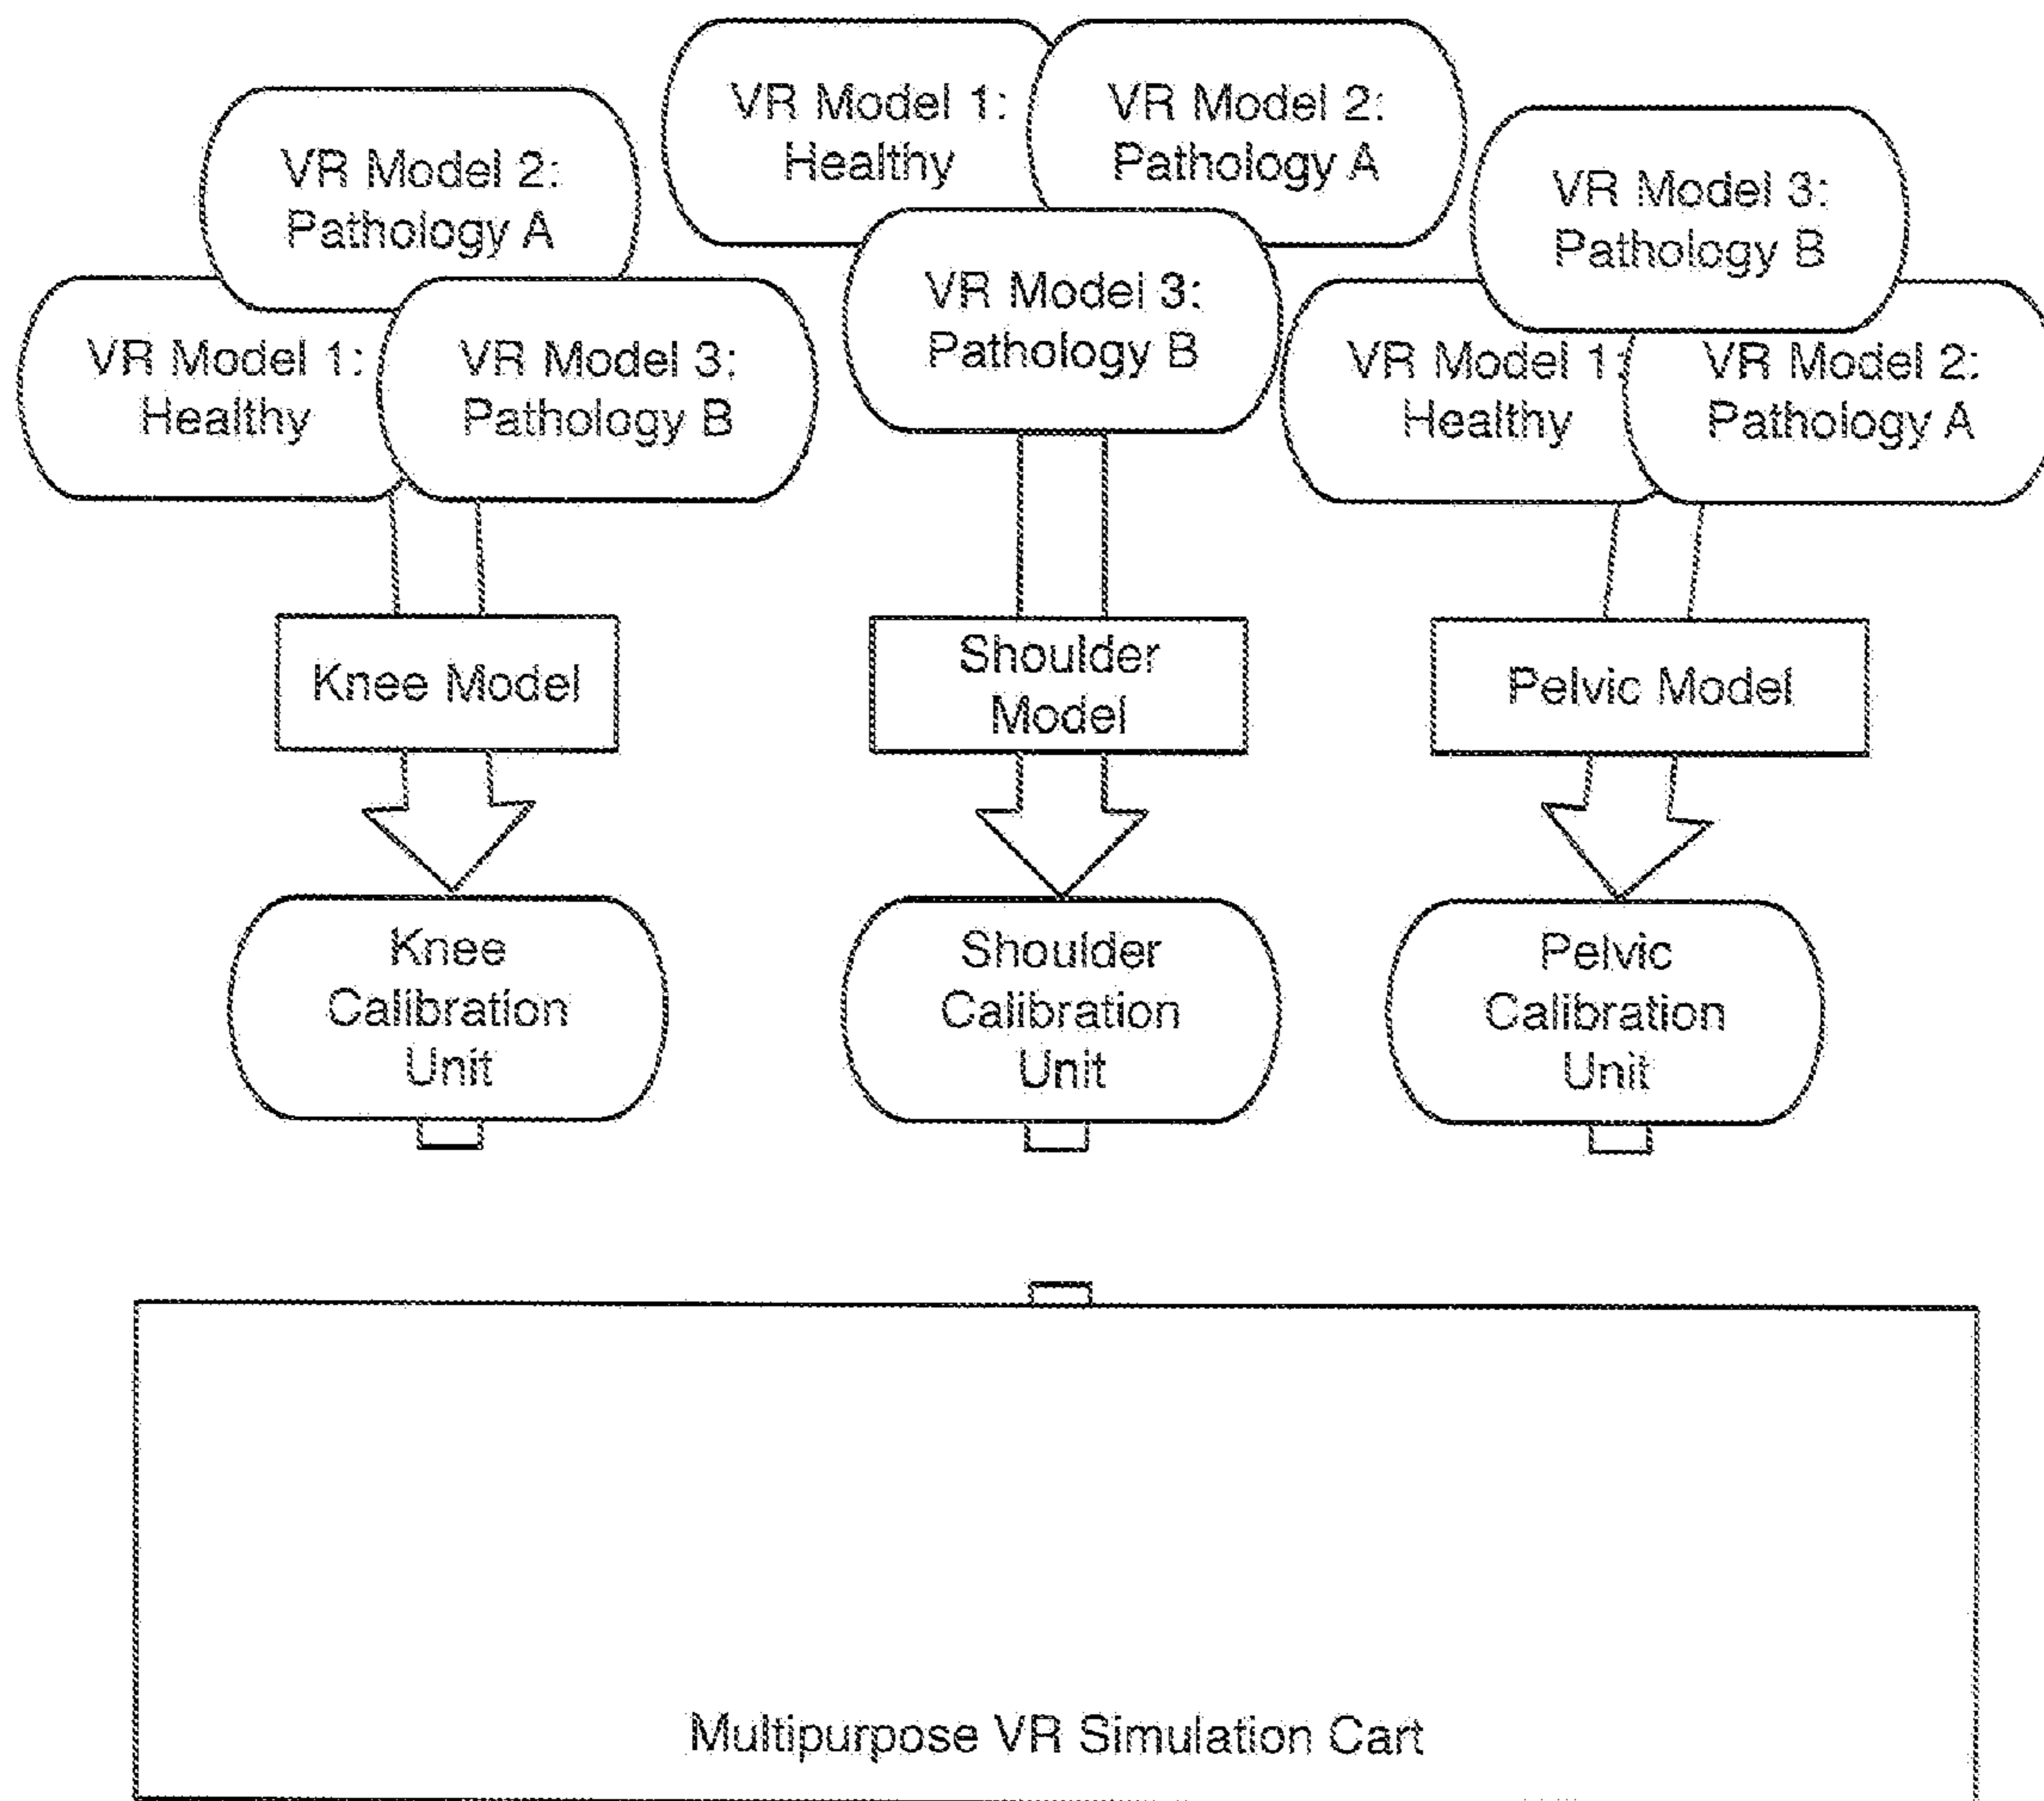 VR Model 1:
Healthy
VR Model 2:
Pathology A
VR Model 2:
Pathology A
VR Model 3:
Pathology B
VR Model 3:
Pathology B
VR Model 1:
Healthy
VR Model 3:
Pathology B
VR Model 1:
Healthy
VR Model 2:
Pathology A
Knee Model
Shoulder
Model
Pelvic Model
Knee
Calibration
Unit
Shoulder
Calibration
Unit
Pelvic
Calibration
Unit
Multipurpose VR Simulation Cart